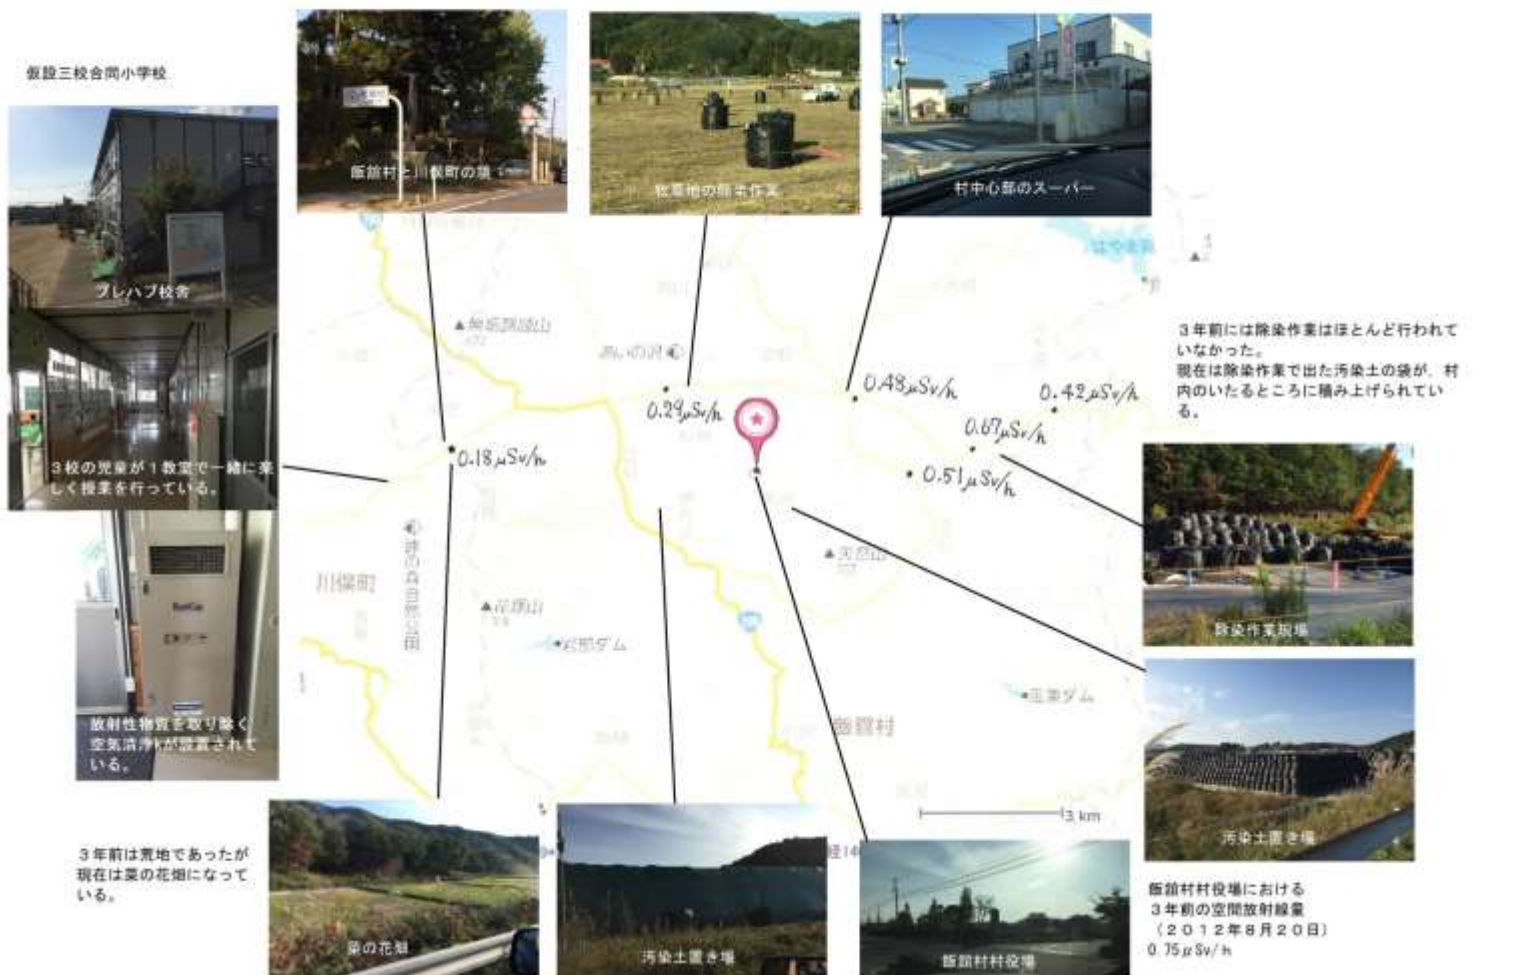 仮設三校合同小学校
飯舘村と川俣町の境
牧草地の除染作業
村中心部のスーパー
プレハブ校舎
3校の児童が1教室で一緒に楽
しく授業を行っている。
放射性物質を取り除く
空気清浄kが設置されて
いる。
3年前には除染作業はほとんど行われて
いなかった。
現在は除染作業で出た汚染土の袋が、村
内のいたるところに積み上げられてい
る。
あいの沢
0.29μSv/h
0.48μSv/h
0.42μSv/h
0.67μSv/h
0.18μSv/h
0.51μSv/h
川俣町
花塚山
岩部ダム
飯舘村
3 km
除染作業現場
汚染土置き場
3年前は荒地であったが
現在は菜の花畑になって
いる。
菜の花畑
汚染土置き場
飯舘村村役場
飯舘村村役場における
3年前の空間放射線量
(2012年8月20日)
0.75μSv/h